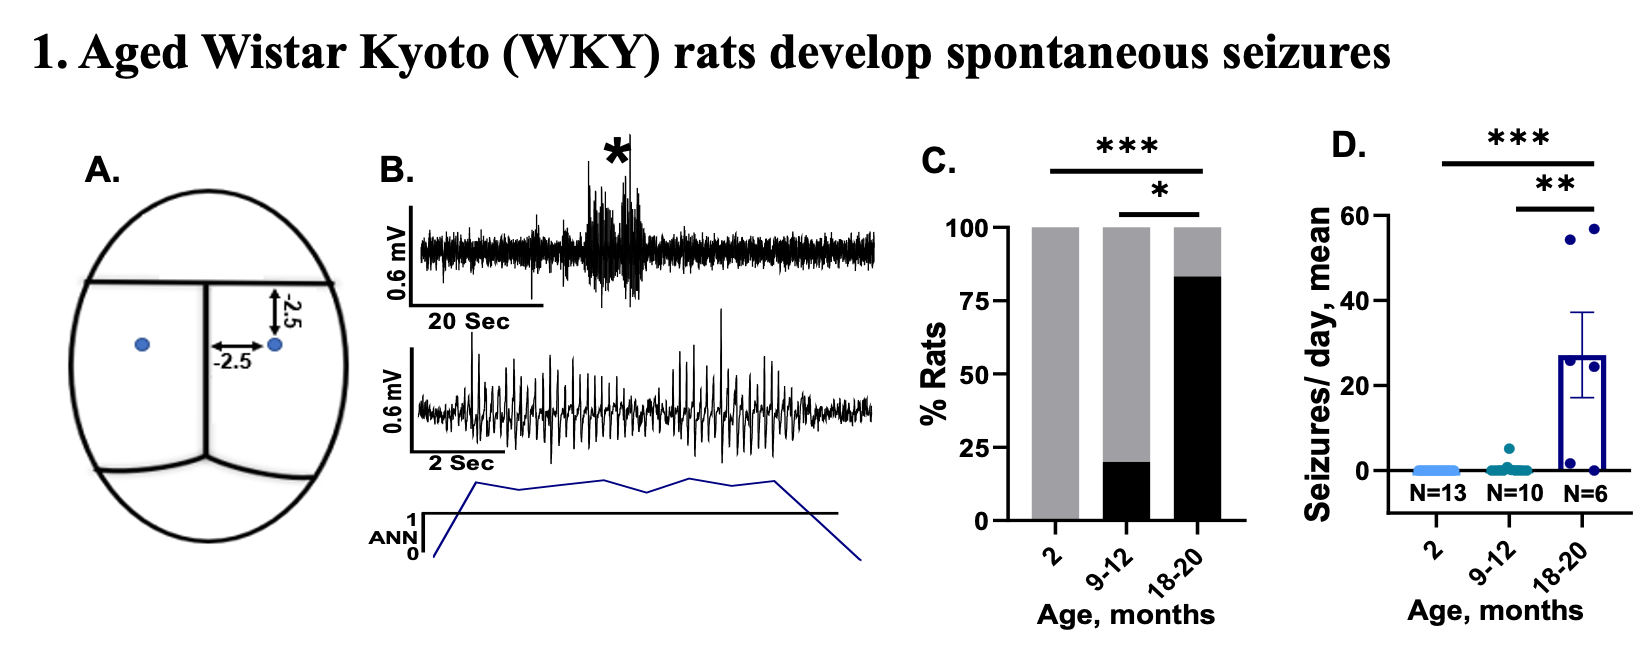 1. Aged Wistar Kyoto (WKY) rats develop spontaneous seizures
A.
-2.5
-2.5
B.
*
0.6 mV
20 Sec
0.6 mV
2 Sec
1
ANN
0
C.
***
*
% Rats
100
75
50
25
0
2
9-12
18-20
Age, months
D.
***
**
Seizures/ day, mean
60
40
20
0
N=13 N=10 N=6
2
9-12
18-20
Age, months